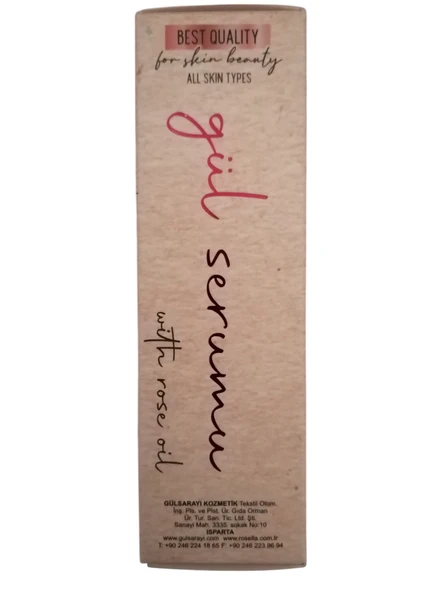 BEST QUALITY
for skin beauty
ALL SKIN TYPES
gül serumu
with rose oil
GÜLSARAYI KOZMETİK Tekstil Otom.
İnş. Pls. ve Plst. Ür. Gıda Orman
Ür. Tur. San. Tic. Ltd. Şti.
Sanayi Mah. 3335. sokak No:10
ISPARTA
www.gulsarayi.com www.rosella.com.tr
T: +90 246 224 18 65 F: +90 246 223 96 94